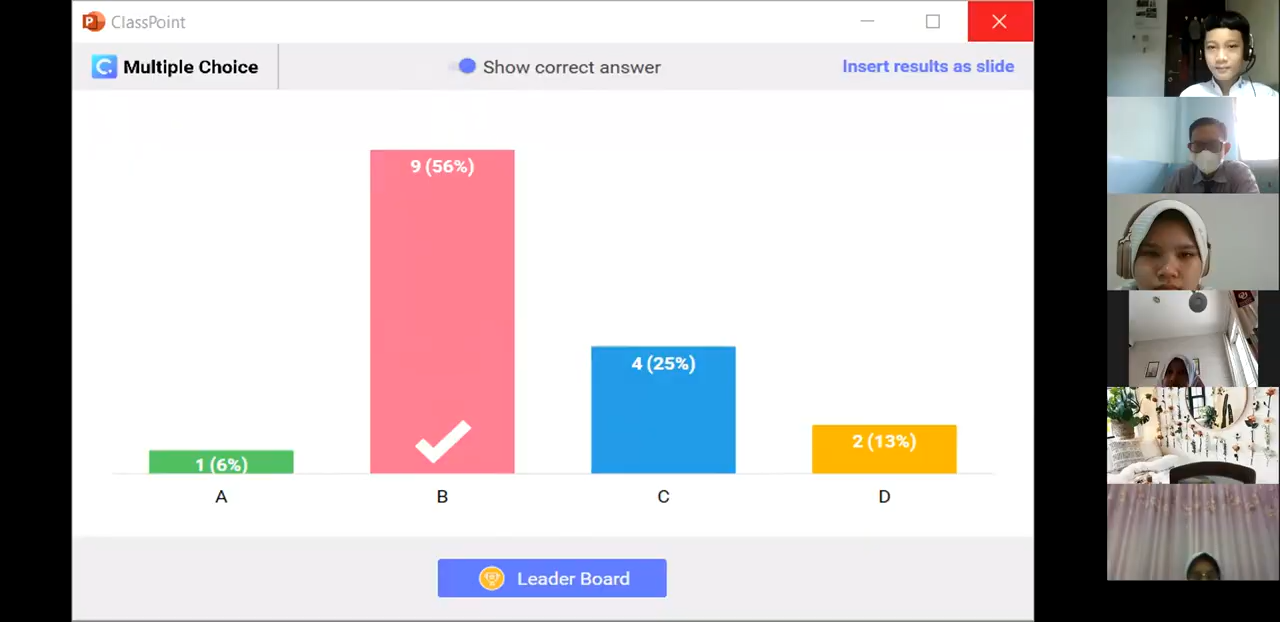 ClassPoint
Multiple Choice
Show correct answer
Insert results as slide
9 (56%)
4 (25%)
2 (13%)
1 (6%)
A B C D
Leader Board